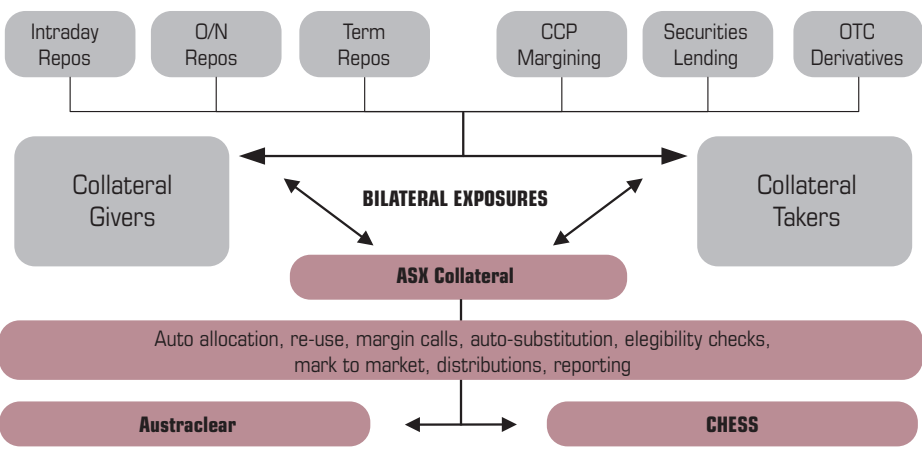 Intraday
Repos
O/N
Repos
Term
Repos
CCP
Margining
Securities
Lending
OTC
Derivatives
Collateral
Givers
BILATERAL EXPOSURES
Collateral
Takers
ASX Collateral
Auto allocation, re-use, margin calls, auto-substitution, elegibility checks,
mark to market, distributions, reporting
Austraclear
CHESS